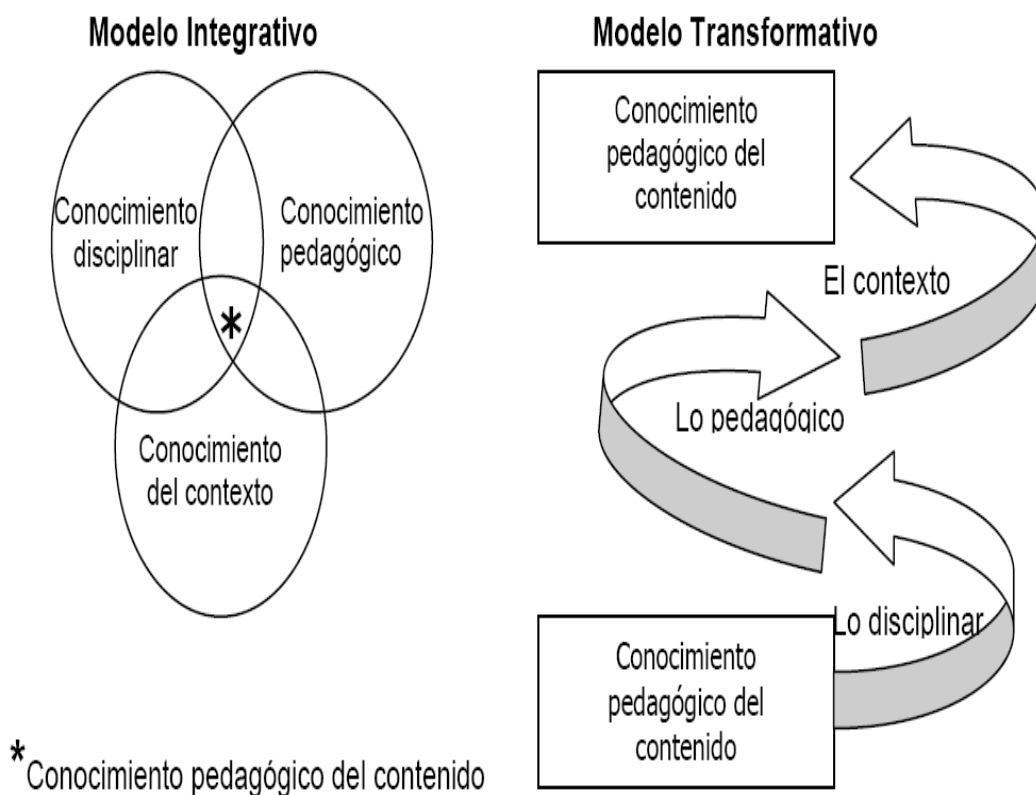 Modelo Integrativo
Conocimiento
disciplinar
Conocimiento
pedagógico
*
Conocimiento
del contexto
*Conocimiento pedagógico del contenido
Modelo Transformativo
Conocimiento
pedagógico del
contenido
El contexto
Lo pedagógico
Lo disciplinar
Conocimiento
pedagógico del
contenido